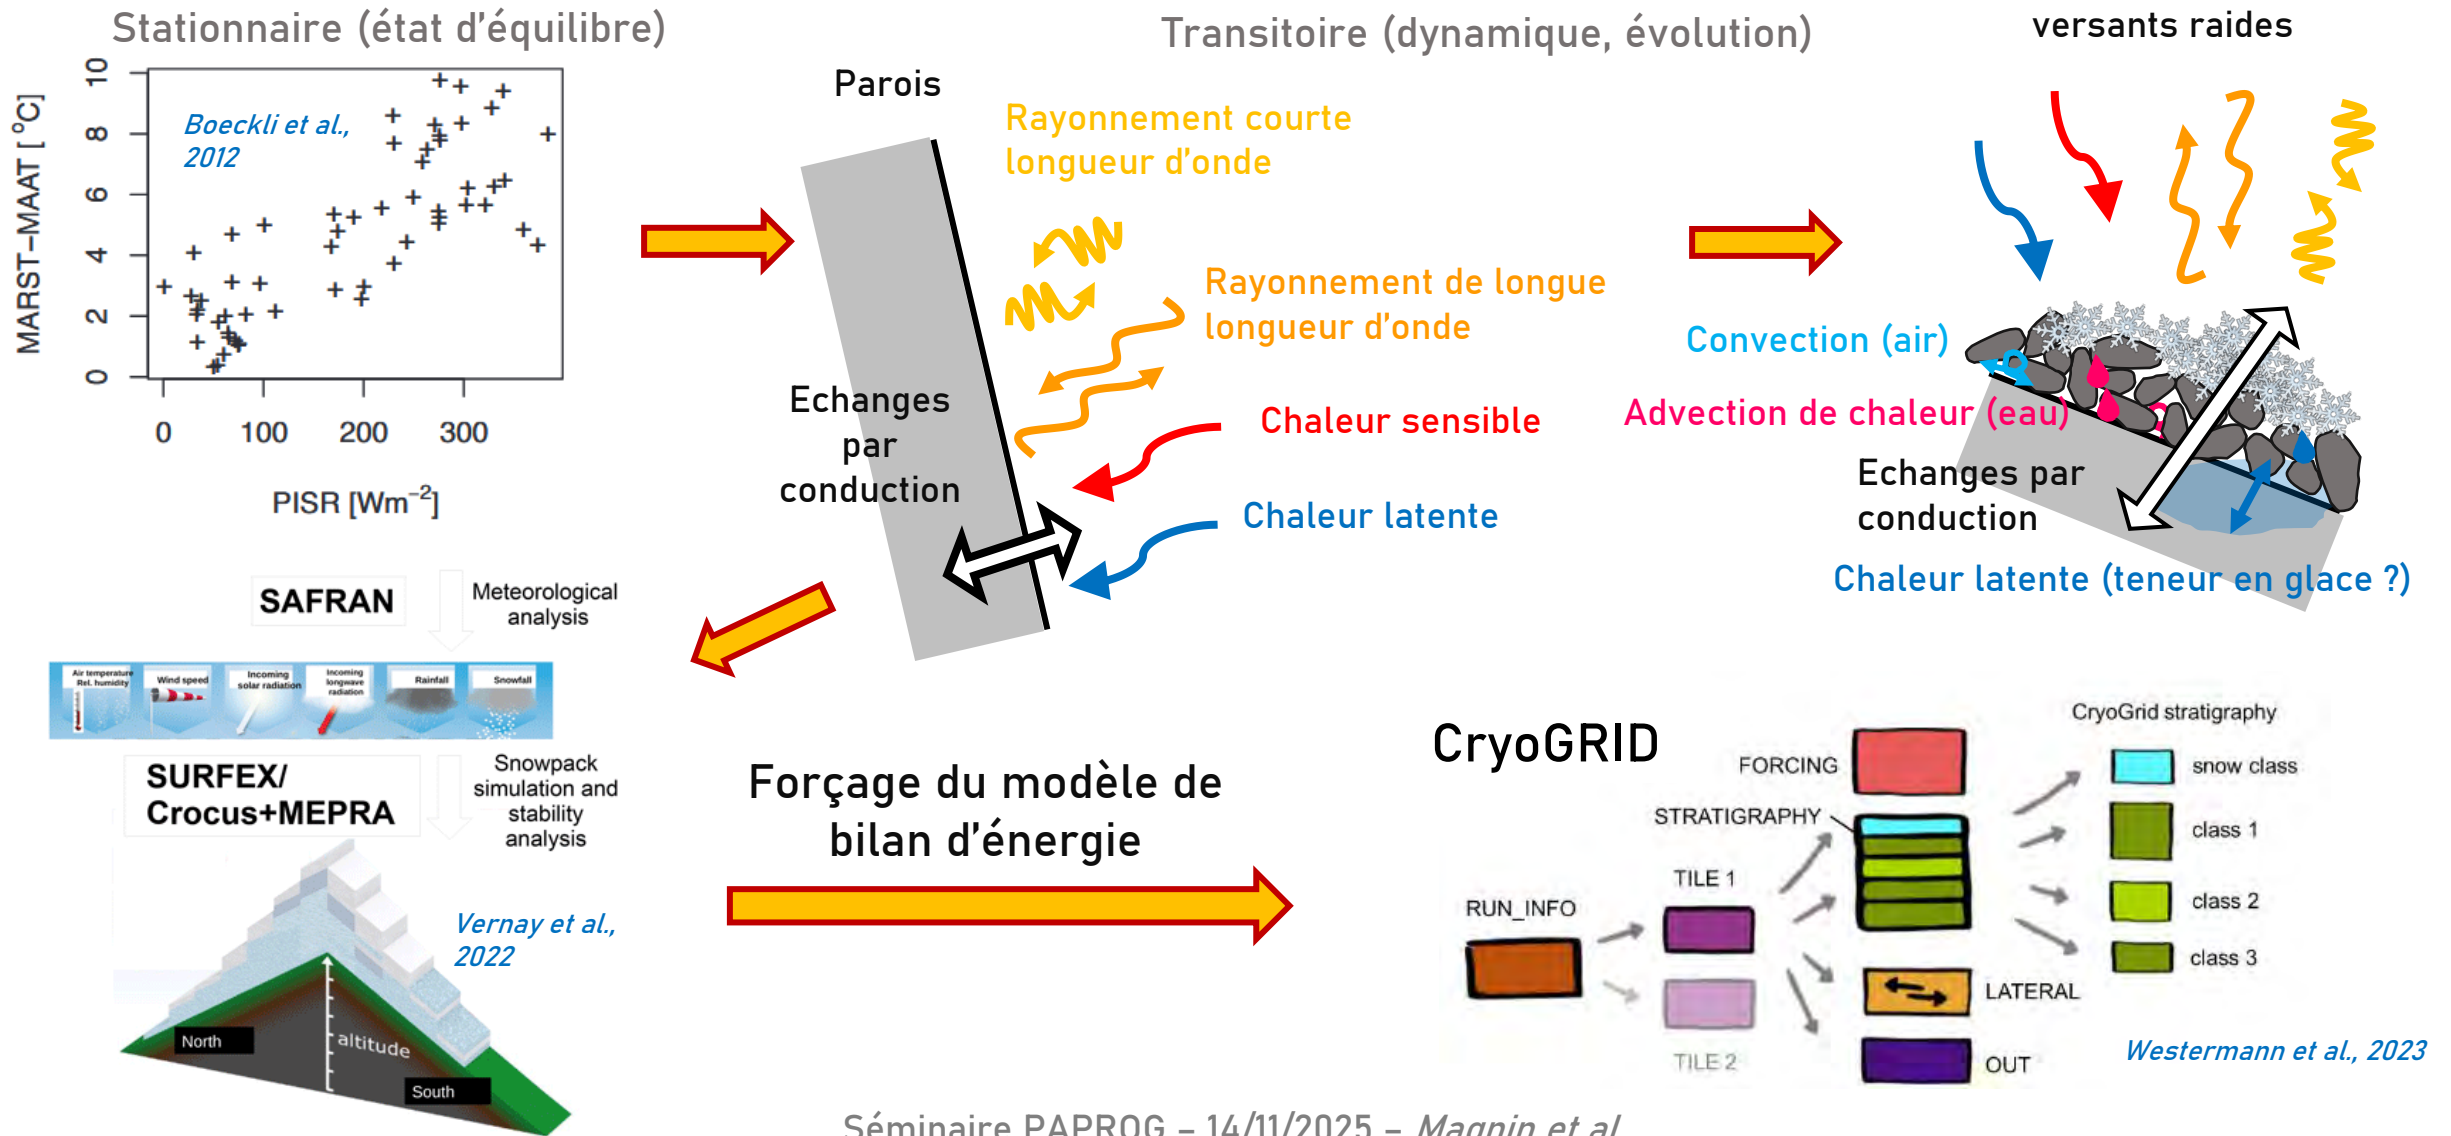 Stationnaire (état d'équilibre)
Transitoire (dynamique, évolution)
versants raides
MARST–MAAT [ °C]
10
8
6
4
2
0
Boeckli et al.,
2012
0 100 200 300
PISR [Wm⁻²]
Parois
Rayonnement courte
longueur d'onde
Rayonnement de longue
longueur d'onde
Echanges
par
conduction
Chaleur sensible
Chaleur latente
Convection (air)
Advection de chaleur (eau)
Echanges par
conduction
Chaleur latente (teneur en glace ?)
SAFRAN
Meteorological
analysis
Air temperature
Rel. humidity
Wind speed
Incoming
solar radiation
Incoming
longwave
radiation
Rainfall
Snowfall
SURFEX/
Crocus+MEPRA
Snowpack
simulation and
stability
analysis
Vernay et al.,
2022
North
altitude
South
Forçage du modèle de
bilan d'énergie
CryoGRID
RUN_INFO
TILE 1
TILE 2
FORCING
STRATIGRAPHY
LATERAL
OUT
CryoGrid stratigraphy
snow class
class 1
class 2
class 3
Westermann et al., 2023
Séminaire PAPROG – 14/11/2025 – Magnin et al